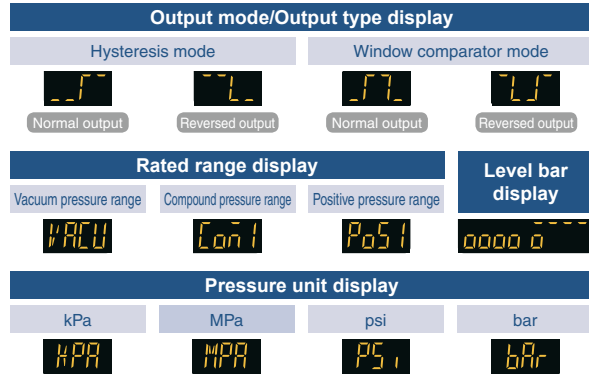 Output mode/Output type display
Hysteresis mode
Window comparator mode
Normal output
Reversed output
Normal output
Reversed output
Rated range display
Level bar
display
Vacuum pressure range
Compound pressure range
Positive pressure range
VACU
Com1
PoS1
oooo o
Pressure unit display
kPa
MPa
psi
bar
KPA
MPA
PSi
bAr